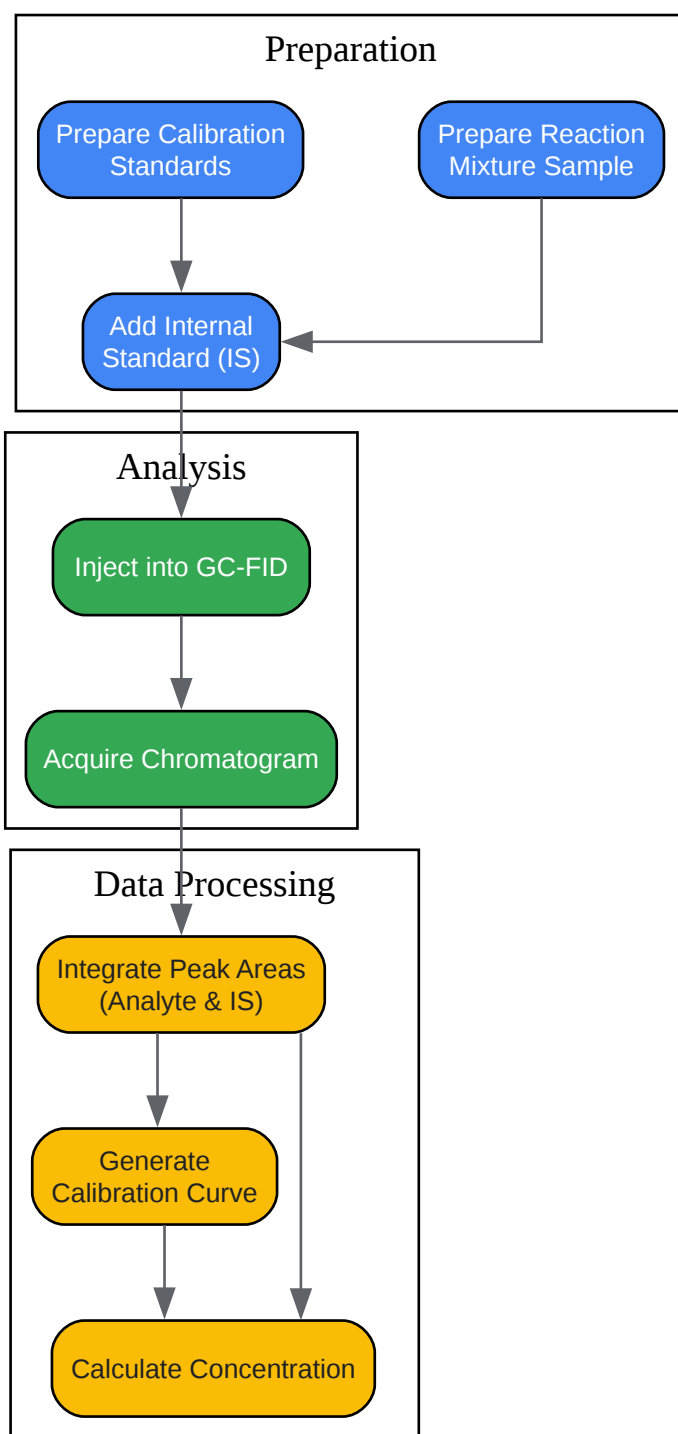 Preparation
Prepare Calibration
Standards
Prepare Reaction
Mixture Sample
Add Internal
Standard (IS)
Analysis
Inject into GC-FID
Acquire Chromatogram
Data Processing
Integrate Peak Areas
(Analyte & IS)
Generate
Calibration Curve
Calculate Concentration